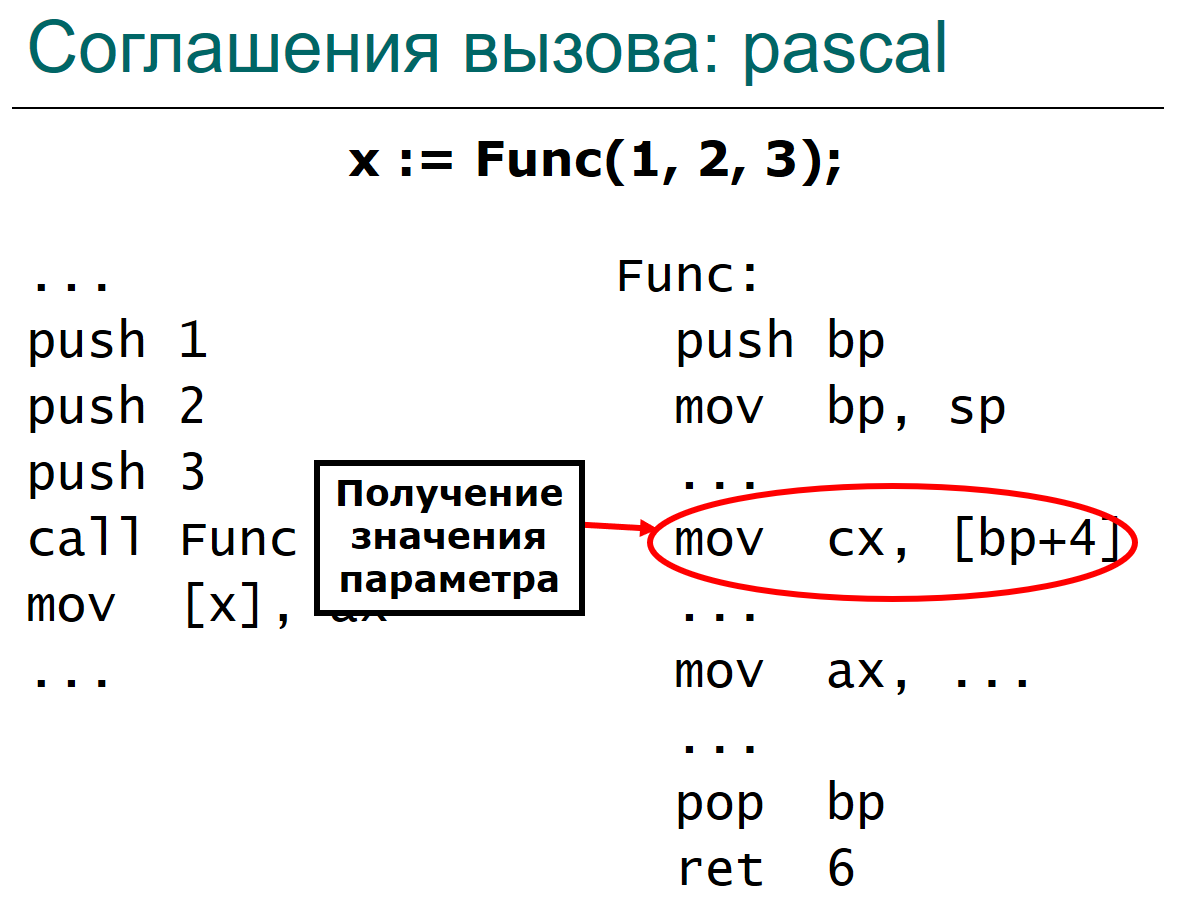 Соглашения вызова: pascal
x := Func(1, 2, 3);
...
push 1
push 2
push 3
call Func
mov [x], ax
...
Получение
значения
параметра
Func:
push bp
mov bp, sp
...
mov cx, [bp+4]
...
mov ax, ...
...
pop bp
ret 6